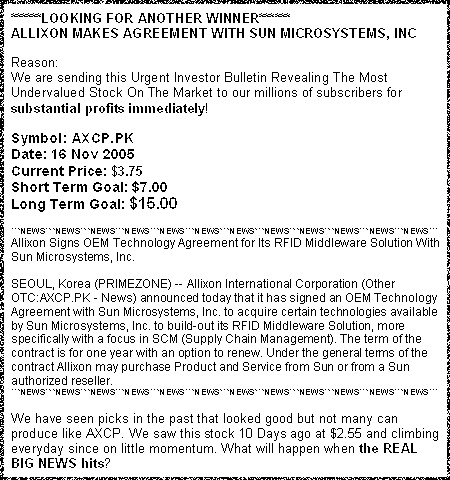 ~~~~~LOOKING FOR ANOTHER WINNER~~~~~
ALLIXON MAKES AGREEMENT WITH SUN MICROSYSTEMS, INC
Reason:
We are sending this Urgent Investor Bulletin Revealing The Most
Undervalued Stock On The Market to our millions of subscribers for
substantial profits immediately!
Symbol: AXCP.PK
Date: 16 Nov 2005
Current Price: $3.75
Short Term Goal: $7.00
Long Term Goal: $15.00
```NEWS```NEWS```NEWS```NEWS```NEWS```NEWS```NEWS```NEWS```NEWS```NEWS```NEWS```NEWS```
Allixon Signs OEM Technology Agreement for Its RFID Middleware Solution With
Sun Microsystems, Inc.
SEOUL, Korea (PRIMEZONE) -- Allixon International Corporation (Other
OTC:AXCP.PK - News) announced today that it has signed an OEM Technology
Agreement with Sun Microsystems, Inc. to acquire certain technologies available
by Sun Microsystems, Inc. to build-out its RFID Middleware Solution, more
specifically with a focus in SCM (Supply Chain Management). The term of the
contract is for one year with an option to renew. Under the general terms of the
contract Allixon may purchase Product and Service from Sun or from a Sun
authorized reseller.
```NEWS```NEWS```NEWS```NEWS```NEWS```NEWS```NEWS```NEWS```NEWS```NEWS```NEWS```NEWS```
We have seen picks in the past that looked good but not many can
produce like AXCP. We saw this stock 10 Days ago at $2.55 and climbing
everyday since on little momentum. What will happen when the REAL
BIG NEWS hits?